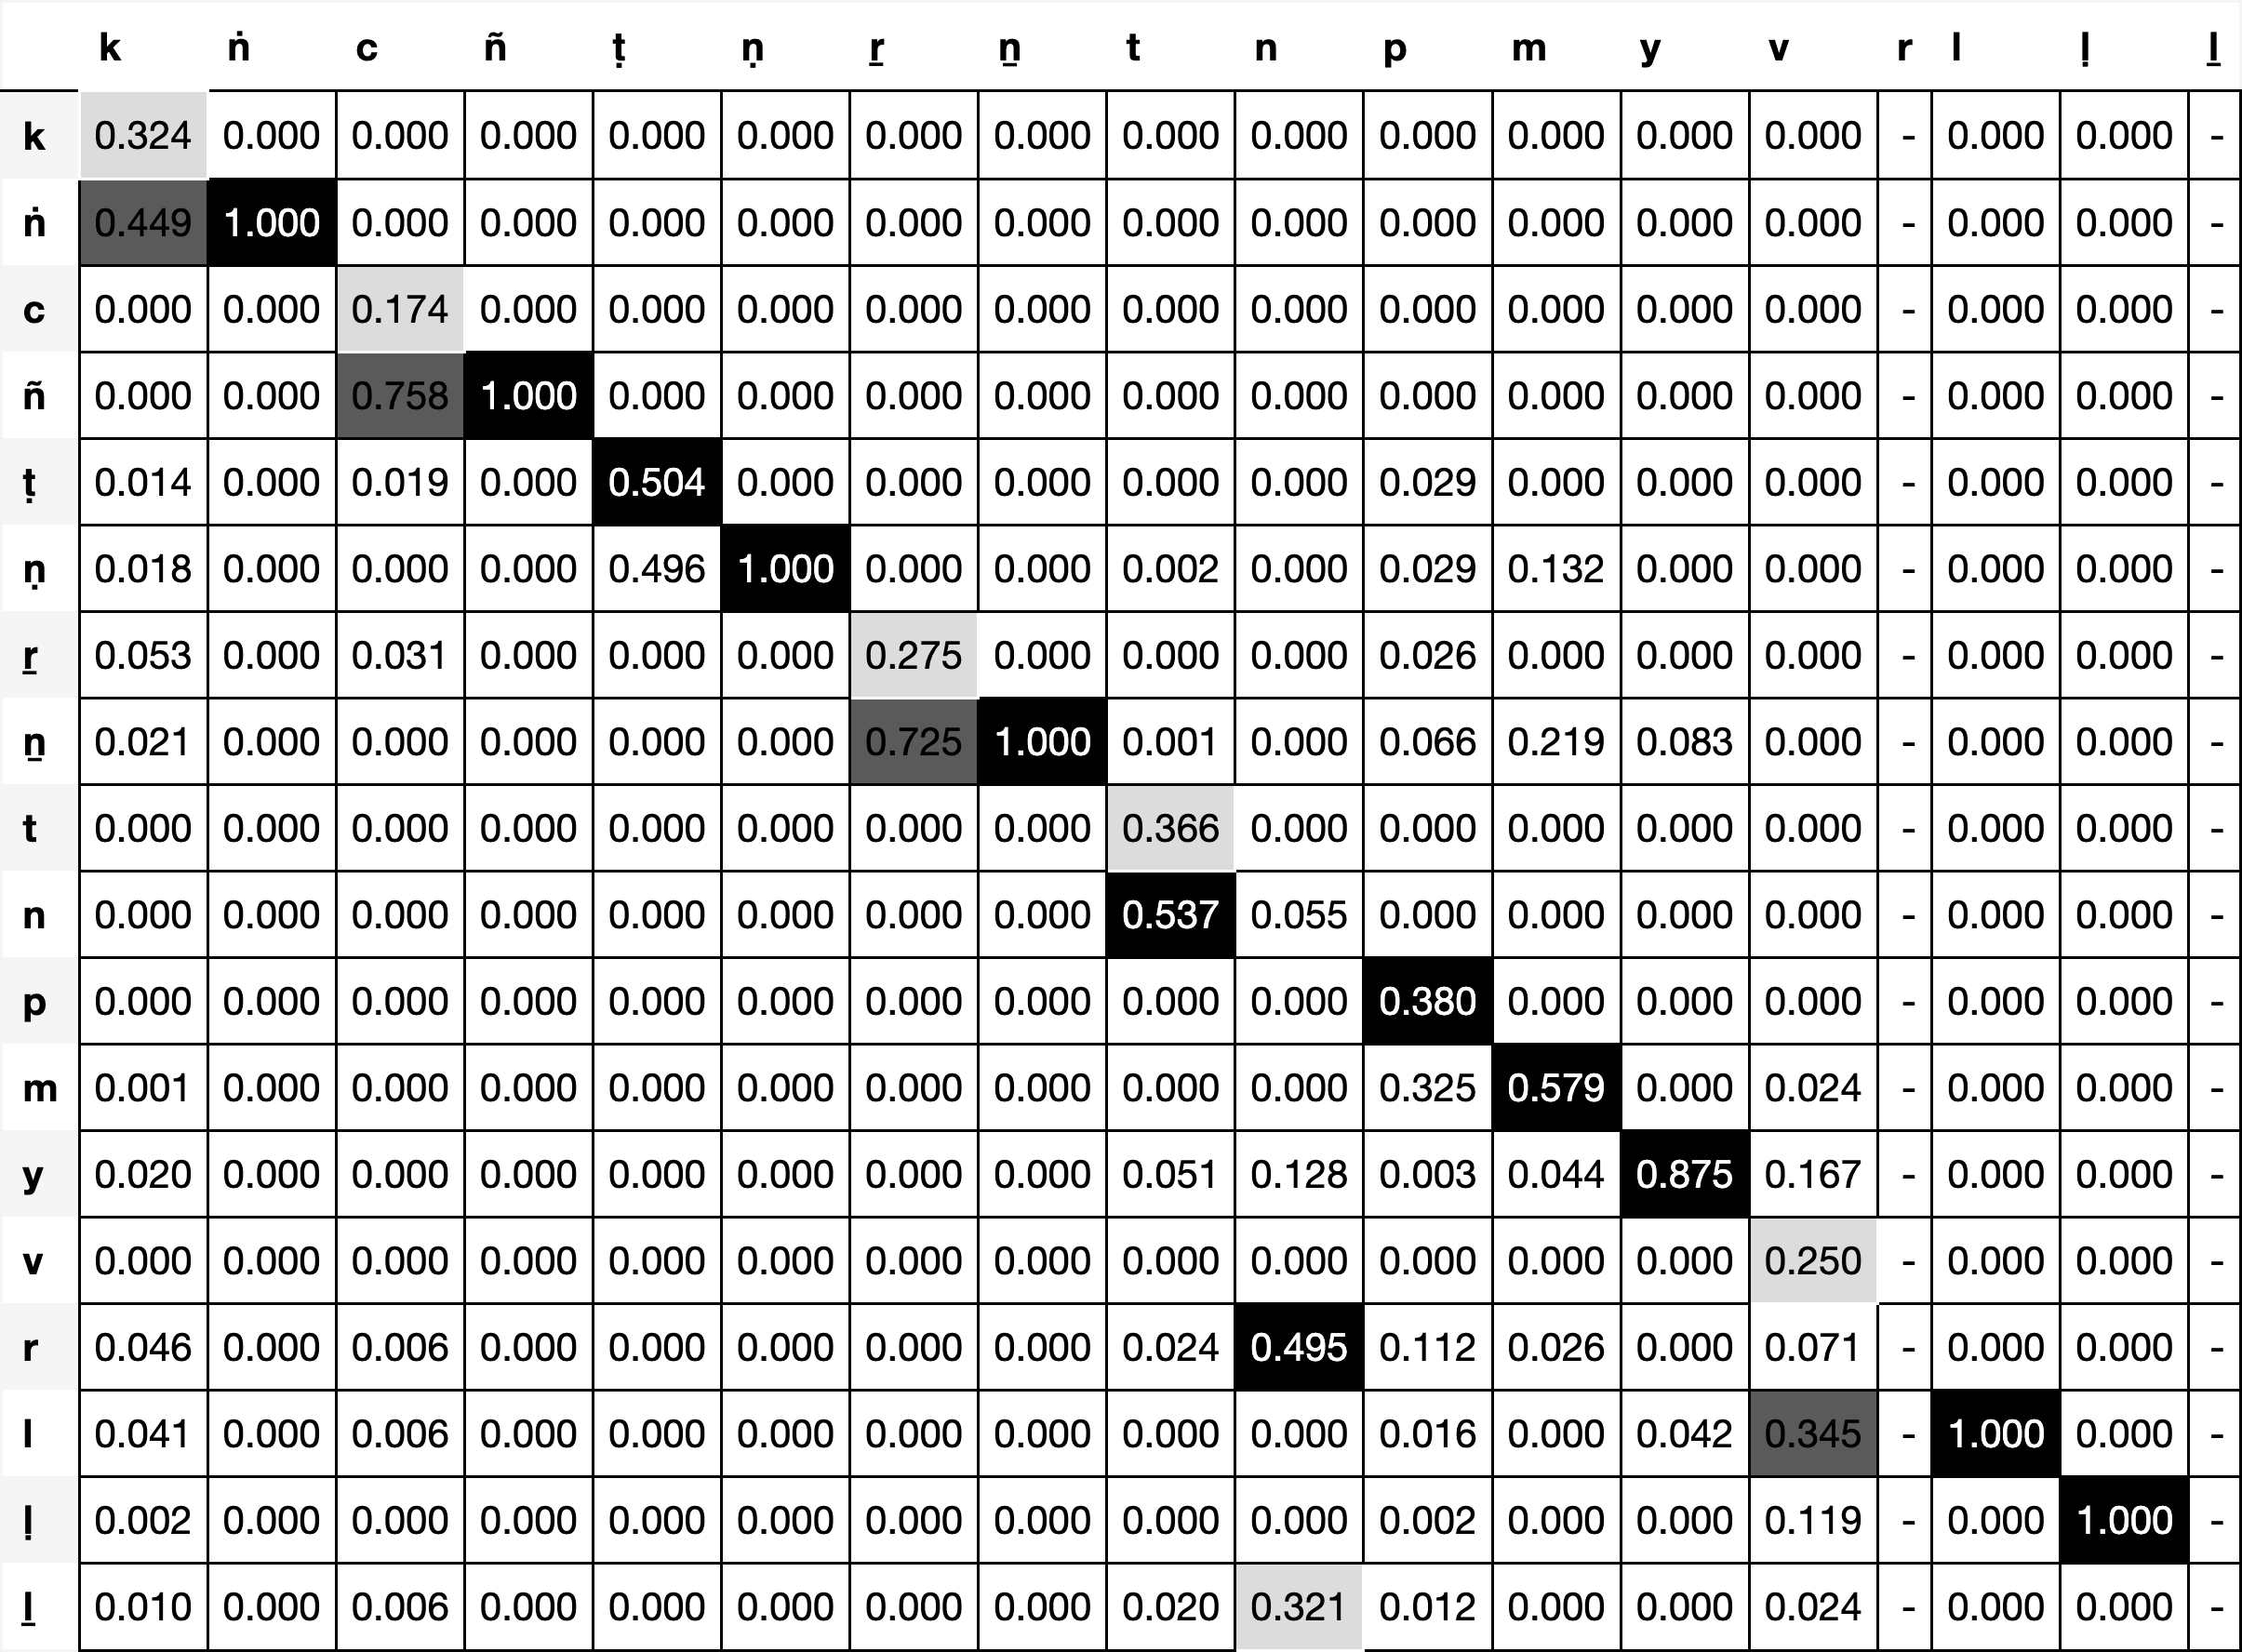 k ṅ c ñ ṭ ṇ ṟ ṉ t n p m y v r l ḷ ḻ
k 0.324 0.000 0.000 0.000 0.000 0.000 0.000 0.000 0.000 0.000 0.000 0.000 0.000 0.000 - 0.000 0.000 -
ṅ 0.449 1.000 0.000 0.000 0.000 0.000 0.000 0.000 0.000 0.000 0.000 0.000 0.000 0.000 - 0.000 0.000 -
c 0.000 0.000 0.174 0.000 0.000 0.000 0.000 0.000 0.000 0.000 0.000 0.000 0.000 0.000 - 0.000 0.000 -
ñ 0.000 0.000 0.758 1.000 0.000 0.000 0.000 0.000 0.000 0.000 0.000 0.000 0.000 0.000 - 0.000 0.000 -
ṭ 0.014 0.000 0.019 0.000 0.504 0.000 0.000 0.000 0.000 0.000 0.029 0.000 0.000 0.000 - 0.000 0.000 -
ṇ 0.018 0.000 0.000 0.000 0.496 1.000 0.000 0.000 0.002 0.000 0.029 0.132 0.000 0.000 - 0.000 0.000 -
ṟ 0.053 0.000 0.031 0.000 0.000 0.000 0.275 0.000 0.000 0.000 0.026 0.000 0.000 0.000 - 0.000 0.000 -
ṉ 0.021 0.000 0.000 0.000 0.000 0.000 0.725 1.000 0.001 0.000 0.066 0.219 0.083 0.000 - 0.000 0.000 -
t 0.000 0.000 0.000 0.000 0.000 0.000 0.000 0.000 0.366 0.000 0.000 0.000 0.000 0.000 - 0.000 0.000 -
n 0.000 0.000 0.000 0.000 0.000 0.000 0.000 0.000 0.537 0.055 0.000 0.000 0.000 0.000 - 0.000 0.000 -
p 0.000 0.000 0.000 0.000 0.000 0.000 0.000 0.000 0.000 0.000 0.380 0.000 0.000 0.000 - 0.000 0.000 -
m 0.001 0.000 0.000 0.000 0.000 0.000 0.000 0.000 0.000 0.000 0.325 0.579 0.000 0.024 - 0.000 0.000 -
y 0.020 0.000 0.000 0.000 0.000 0.000 0.000 0.000 0.051 0.128 0.003 0.044 0.875 0.167 - 0.000 0.000 -
v 0.000 0.000 0.000 0.000 0.000 0.000 0.000 0.000 0.000 0.000 0.000 0.000 0.000 0.250 - 0.000 0.000 -
r 0.046 0.000 0.006 0.000 0.000 0.000 0.000 0.000 0.024 0.495 0.112 0.026 0.000 0.071 - 0.000 0.000 -
l 0.041 0.000 0.006 0.000 0.000 0.000 0.000 0.000 0.000 0.000 0.016 0.000 0.042 0.345 - 1.000 0.000 -
ḷ 0.002 0.000 0.000 0.000 0.000 0.000 0.000 0.000 0.000 0.000 0.002 0.000 0.000 0.119 - 0.000 1.000 -
ḻ 0.010 0.000 0.006 0.000 0.000 0.000 0.000 0.000 0.020 0.321 0.012 0.000 0.000 0.024 - 0.000 0.000 -